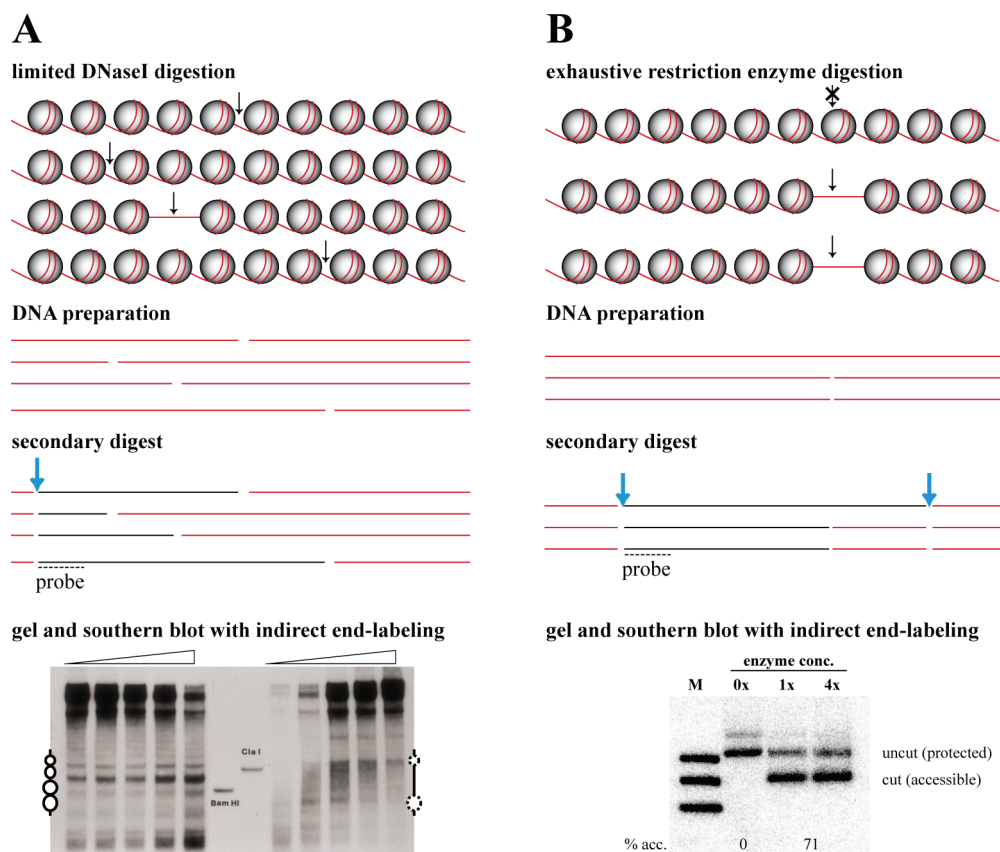 A
limited DNaseI digestion
DNA preparation
secondary digest
probe
gel and southern blot with indirect end-labeling
Cla I
Bam HI
B
exhaustive restriction enzyme digestion
DNA preparation
secondary digest
probe
gel and southern blot with indirect end-labeling
enzyme conc.
M 0x 1x 4x
uncut (protected)
cut (accessible)
% acc. 0 71